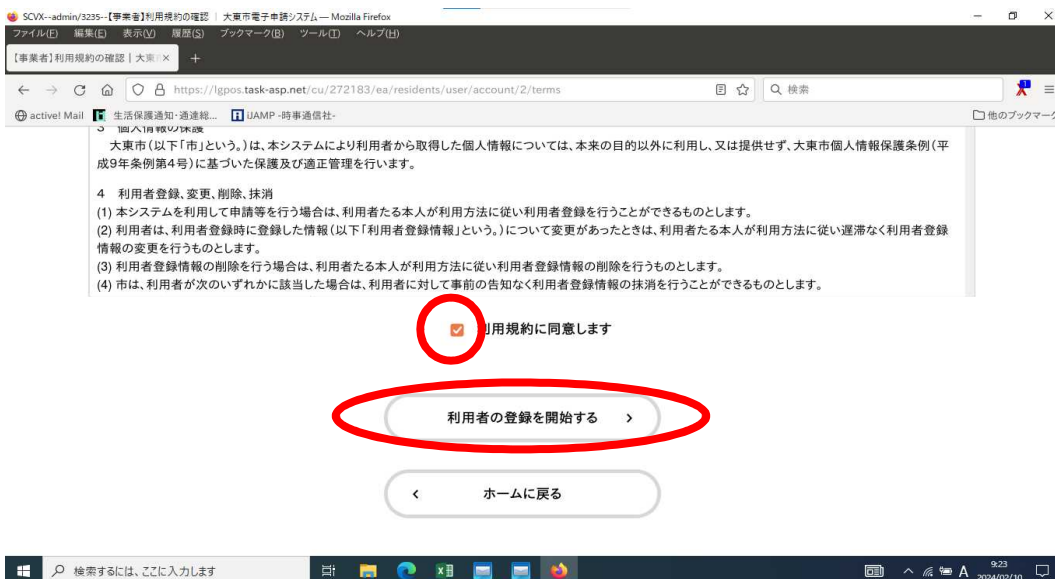 SCVX--admin/3235--【事業者】利用規約の確認 | 大東市電子申請システム — Mozilla Firefox
ファイル(F) 編集(E) 表示(V) 履歴(S) ブックマーク(B) ツール(T) ヘルプ(H)
【事業者】利用規約の確認 | 大東
https://lgpos.task-asp.net/cu/272183/ea/residents/user/account/2/terms
検索
active! Mail 生活保護通知・通達総... iJAMP -時事通信社- 他のブックマーク
3 個人情報の保護
大東市(以下「市」という。)は、本システムにより利用者から取得した個人情報については、本来の目的以外に利用し、又は提供せず、大東市個人情報保護条例(平
成9年条例第4号)に基づいた保護及び適正管理を行います。
4 利用者登録、変更、削除、抹消
(1) 本システムを利用して申請等を行う場合は、利用者たる本人が利用方法に従い利用者登録を行うことができるものとします。
(2) 利用者は、利用者登録時に登録した情報(以下「利用者登録情報」という。)について変更があったときは、利用者たる本人が利用方法に従い遅滞なく利用者登録
情報の変更を行うものとします。
(3) 利用者登録情報の削除を行う場合は、利用者たる本人が利用方法に従い利用者登録情報の削除を行うものとします。
(4) 市は、利用者が次のいずれかに該当した場合は、利用者に対して事前の告知なく利用者登録情報の抹消を行うことができるものとします。
利用規約に同意します
利用者の登録を開始する
ホームに戻る
検索するには、ここに入力します
A
9:23
2024/02/10